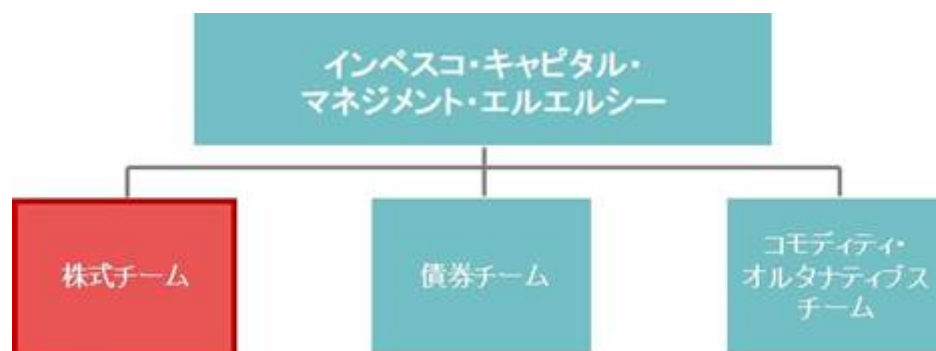 インベスコ・キャピタル・
マネジメント・エルエルシー
株式チーム
債券チーム
コモディティ・
オルタナティブス
チーム